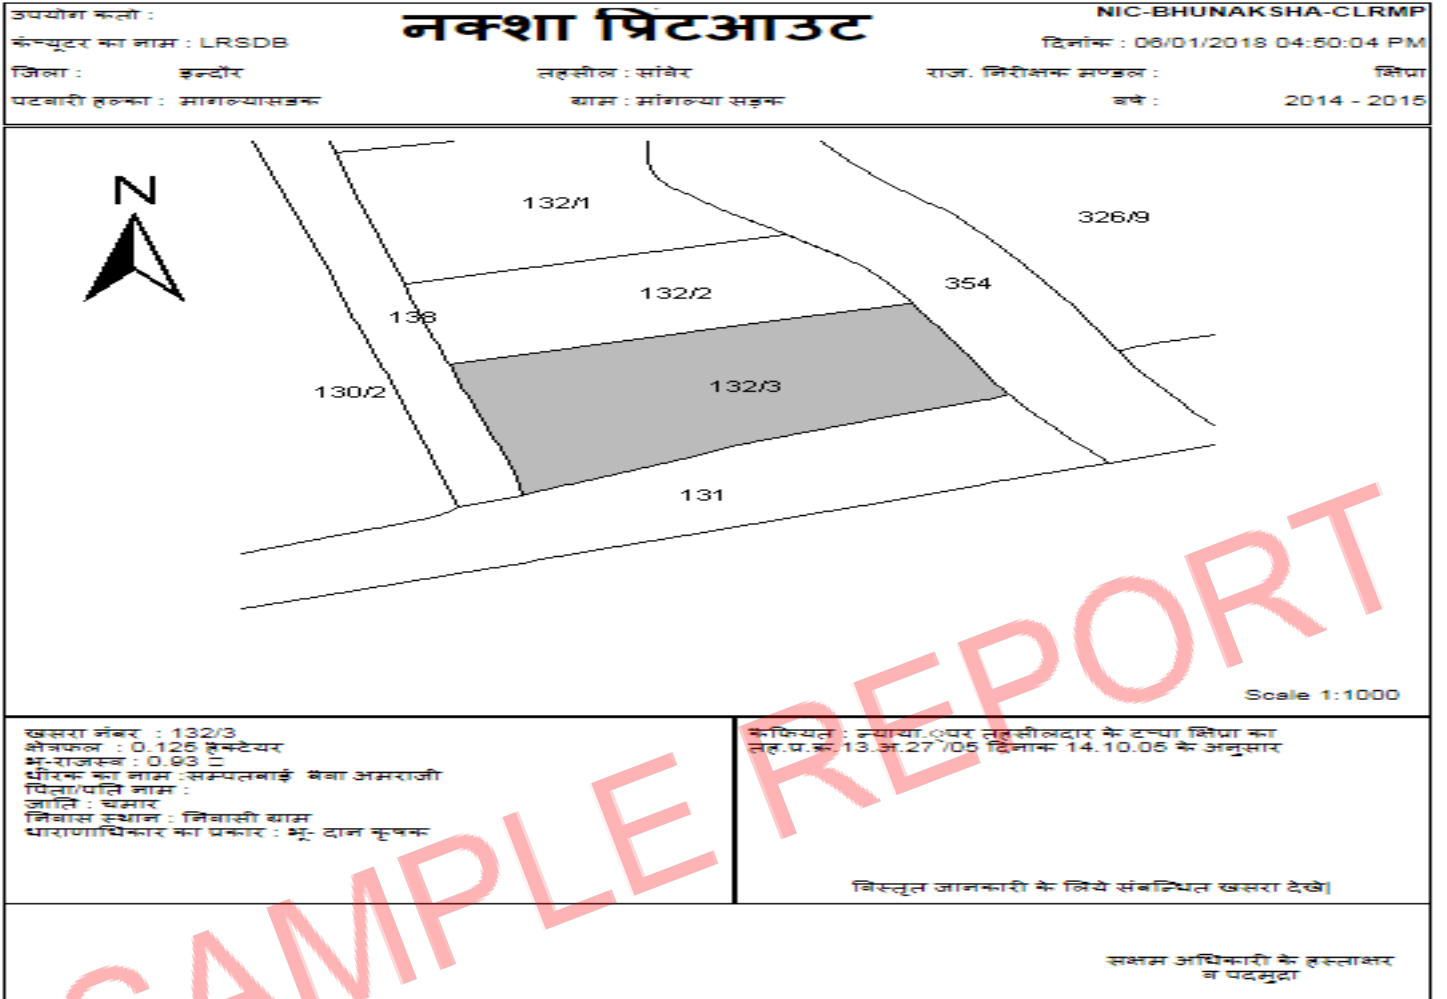 उपयोग कर्ता :
नक्शा प्रिंटआउट
NIC-BHUNAKSHA-CLRMP
कंप्यूटर का नाम : LRSDB
दिनांक : 06/01/2018 04:50:04 PM
जिला : इन्दौर तहसील : सांवेर राज. निरीक्षक मण्डल : क्षिप्रा
पटवारी हल्का : मांगल्यासडक ग्राम : मांगल्या सड़क वर्ष : 2014 - 2015
N
132/1
326/9
354
132/2
138
132/3
130/2
131
Scale 1:1000
खसरा नंबर : 132/3
क्षेत्रफल : 0.125 हेक्टेयर
भू-राजस्व : 0.93
धारक का नाम :सम्पतबाई बेवा अमराजी
पिता/पति नाम :
जाति : चमार
निवास स्थान : निवासी ग्राम
धाराणाधिकार का प्रकार : भू- दान कृषक
कैफियत : न्याया. पर तहसीलदार के टप्पा क्षिप्रा का
तह.प्र.क्र.13.अ.27 /05 दिनांक 14.10.05 के अनुसार
विस्तृत जानकारी के लिये संबन्धित खसरा देखे|
सक्षम अधिकारी के हस्ताक्षर
व पदमुद्रा
SAMPLE REPORT